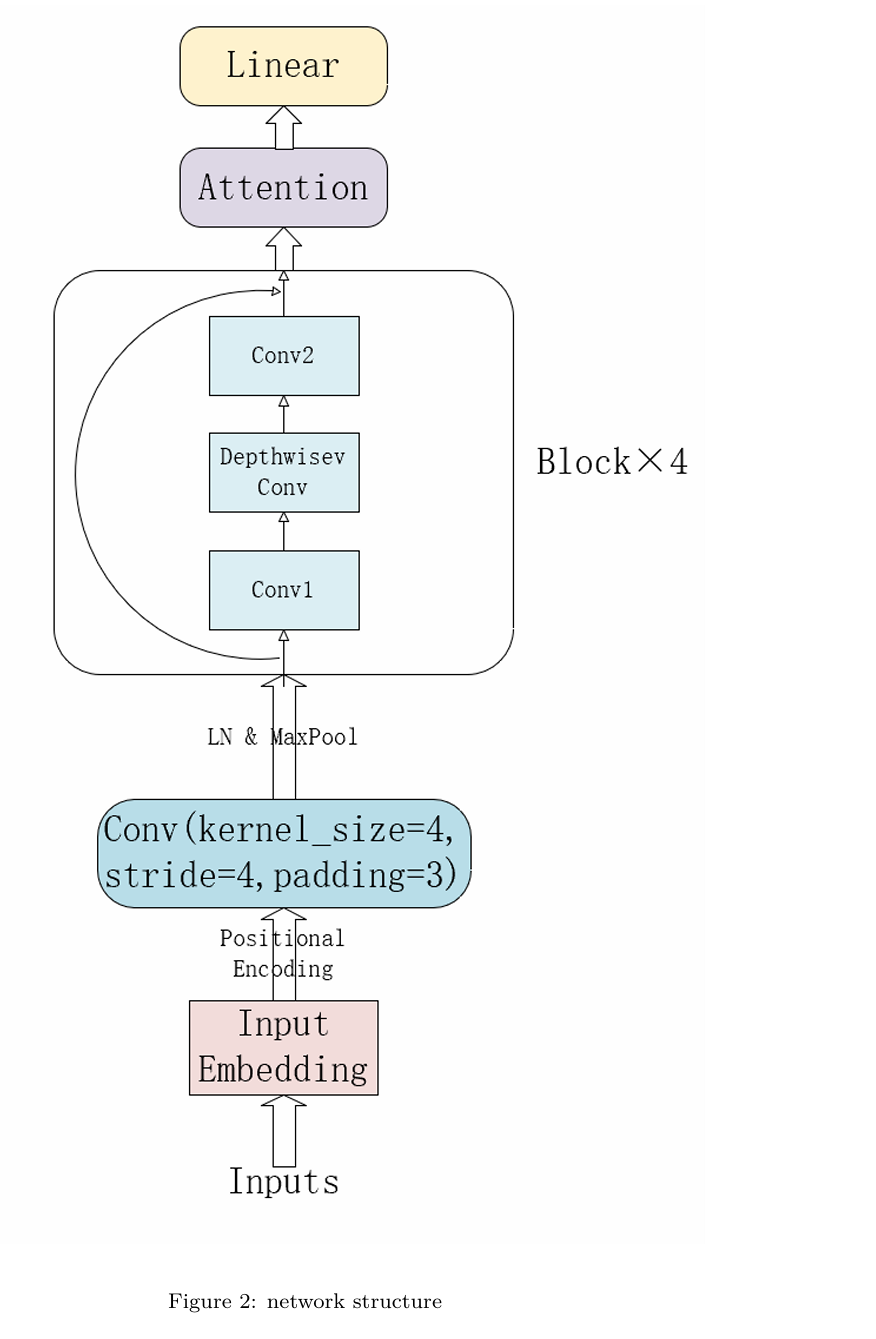 Linear
Attention
Conv2
Depthwisev
Conv
Block×4
Conv1
LN & MaxPool
Conv(kernel_size=4,
stride=4,padding=3)
Positional
Encoding
Input
Embedding
Inputs
Figure 2: network structure